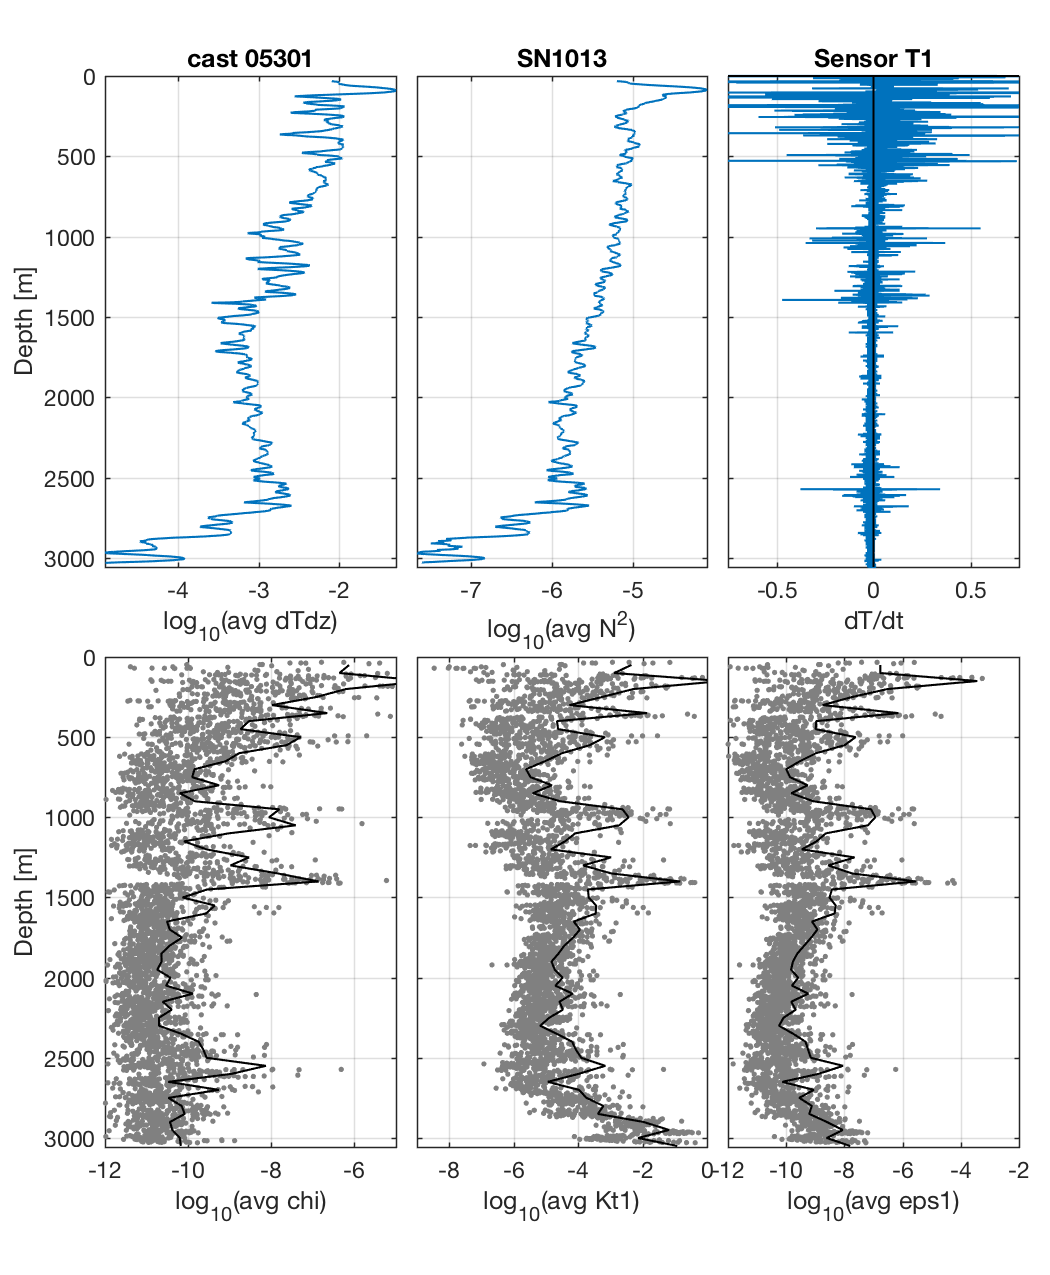 cast 05301 SN1013 Sensor T1
0
500
1000
1500
2000
2500
3000
Depth [m]
-4 -3 -2 -7 -6 -5 -0.5 0 0.5
log10(avg dTdz) log10(avg N2) dT/dt
0
500
1000
1500
2000
2500
3000
Depth [m]
-12 -10 -8 -6 -8 -6 -4 -2 0 -12 -10 -8 -6 -4 -2
log10(avg chi) log10(avg Kt1) log10(avg eps1)